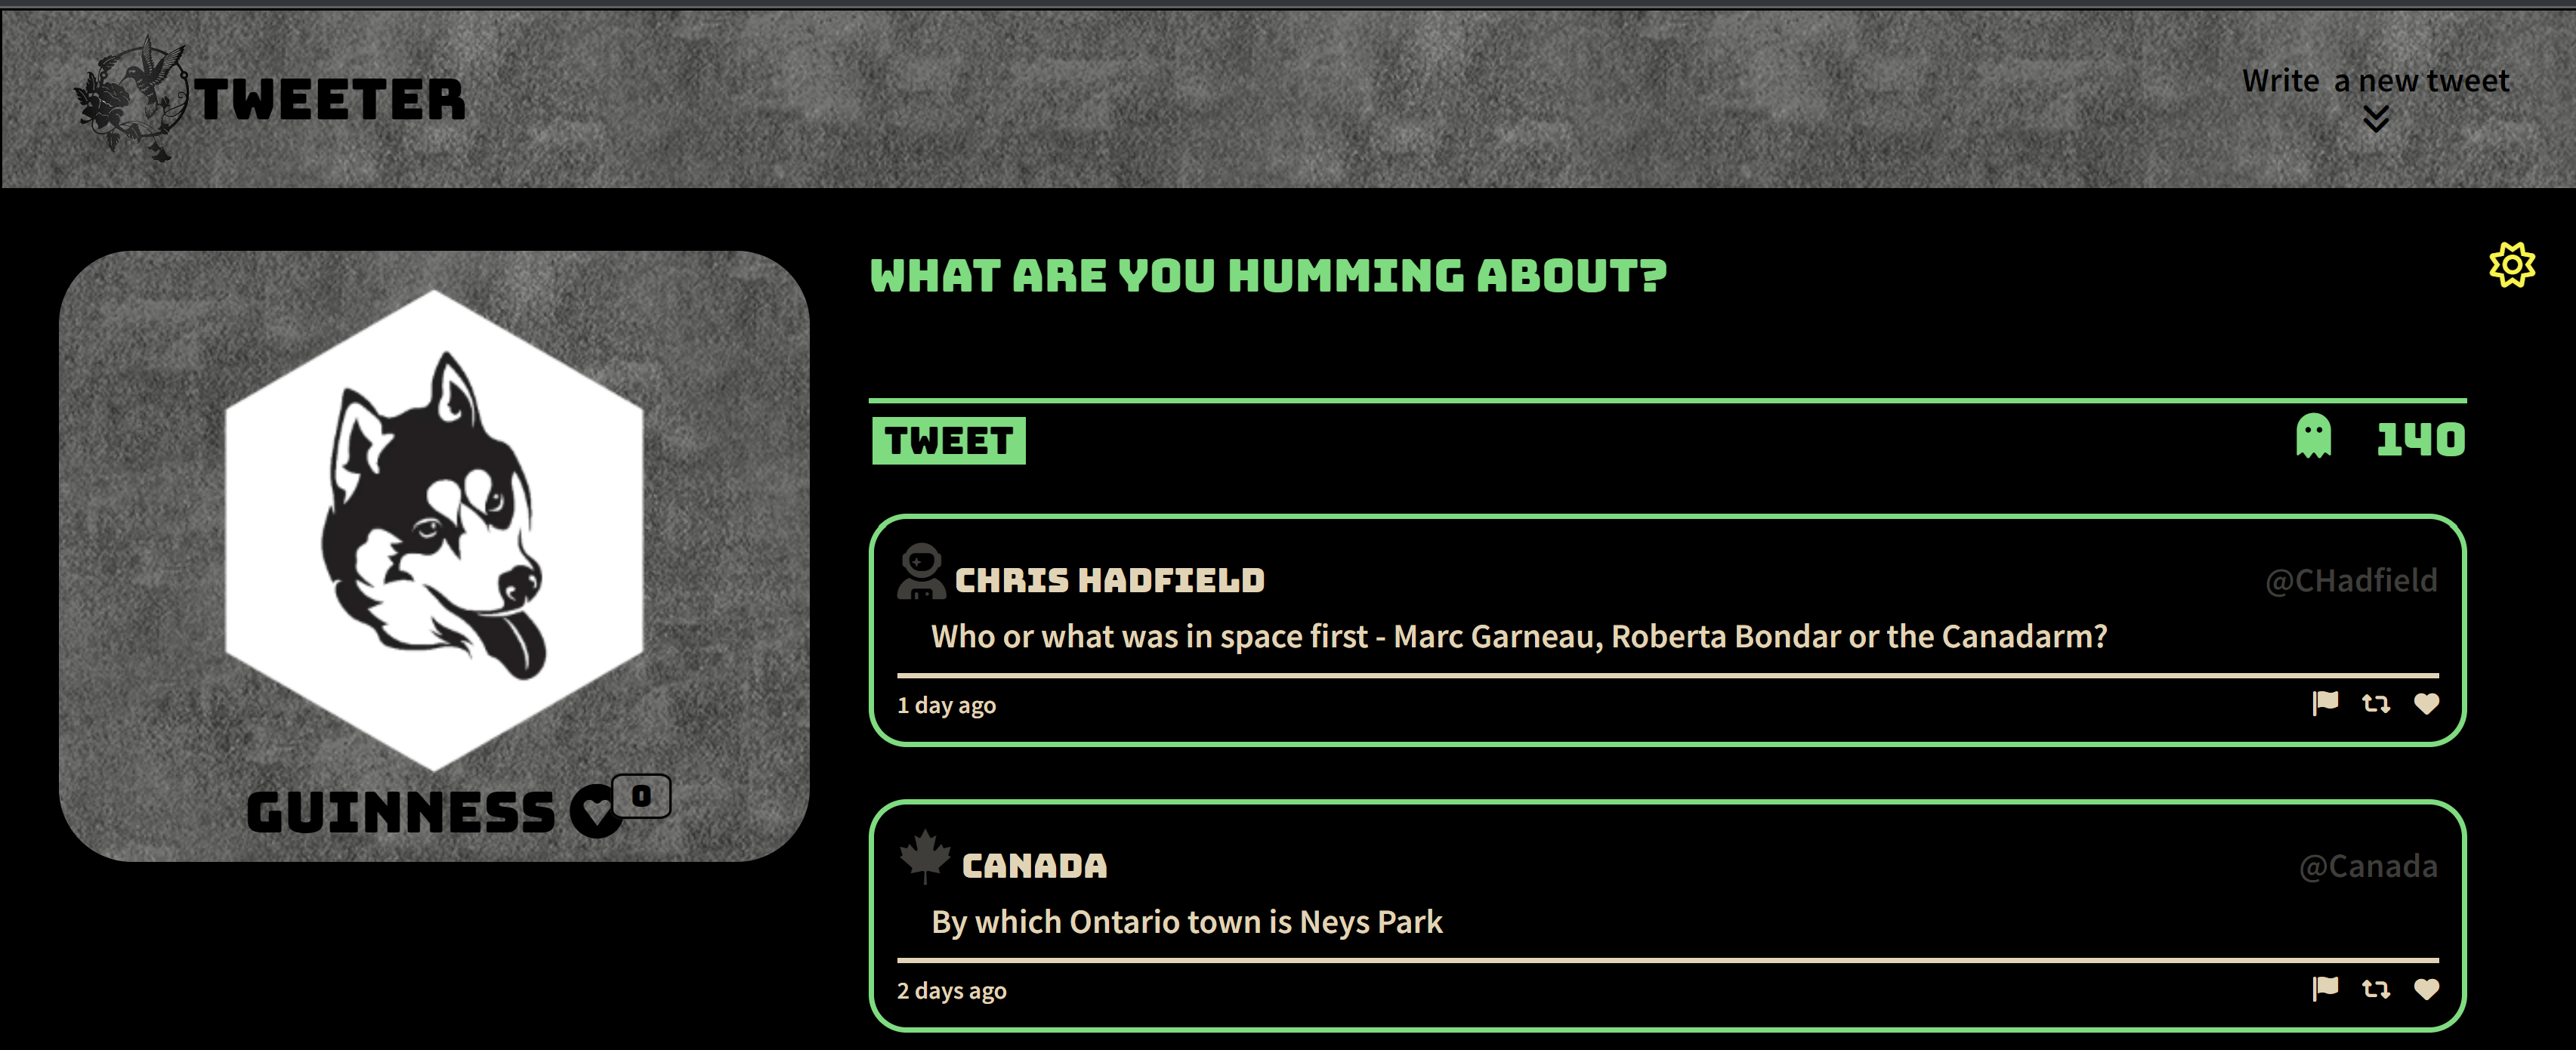 TWEETER
Write a new tweet
WHAT ARE YOU HUMMING ABOUT?
TWEET
140
GUINNESS
0
CHRIS HADFIELD
@CHadfield
Who or what was in space first - Marc Garneau, Roberta Bondar or the Canadarm?
1 day ago
CANADA
@Canada
By which Ontario town is Neys Park
2 days ago